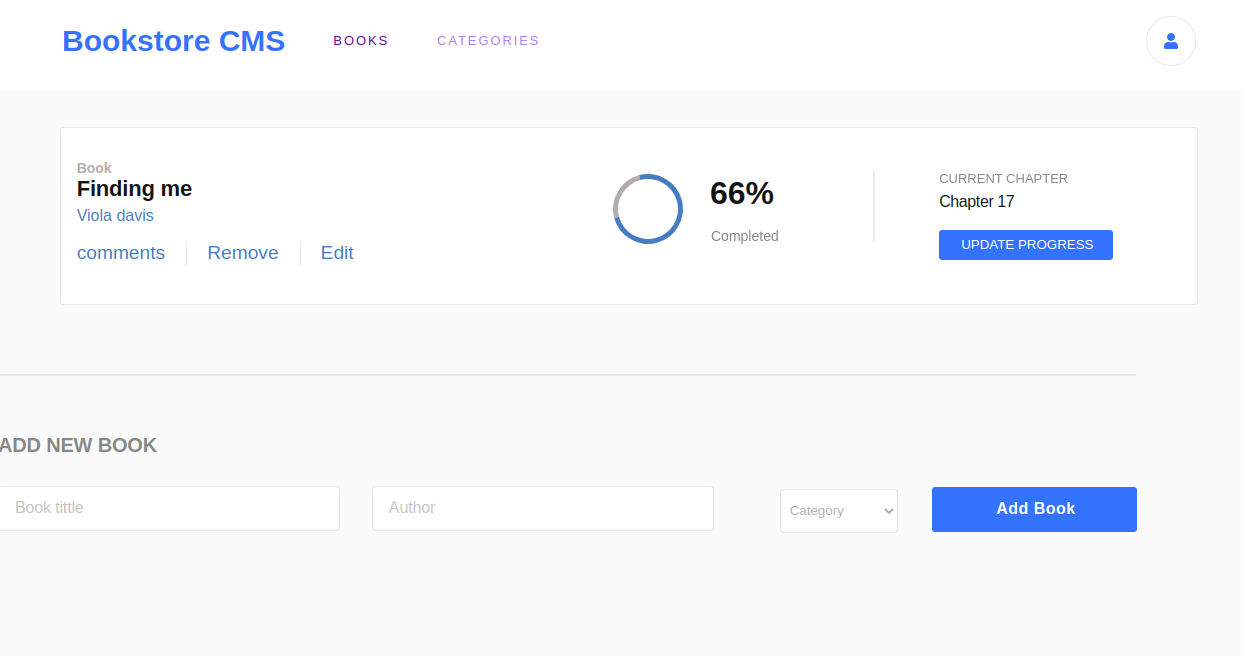 Bookstore CMS BOOKS CATEGORIES
Book
Finding me
Viola davis
comments Remove Edit
66%
Completed
CURRENT CHAPTER
Chapter 17
UPDATE PROGRESS
ADD NEW BOOK
Book tittle Author Category Add Book